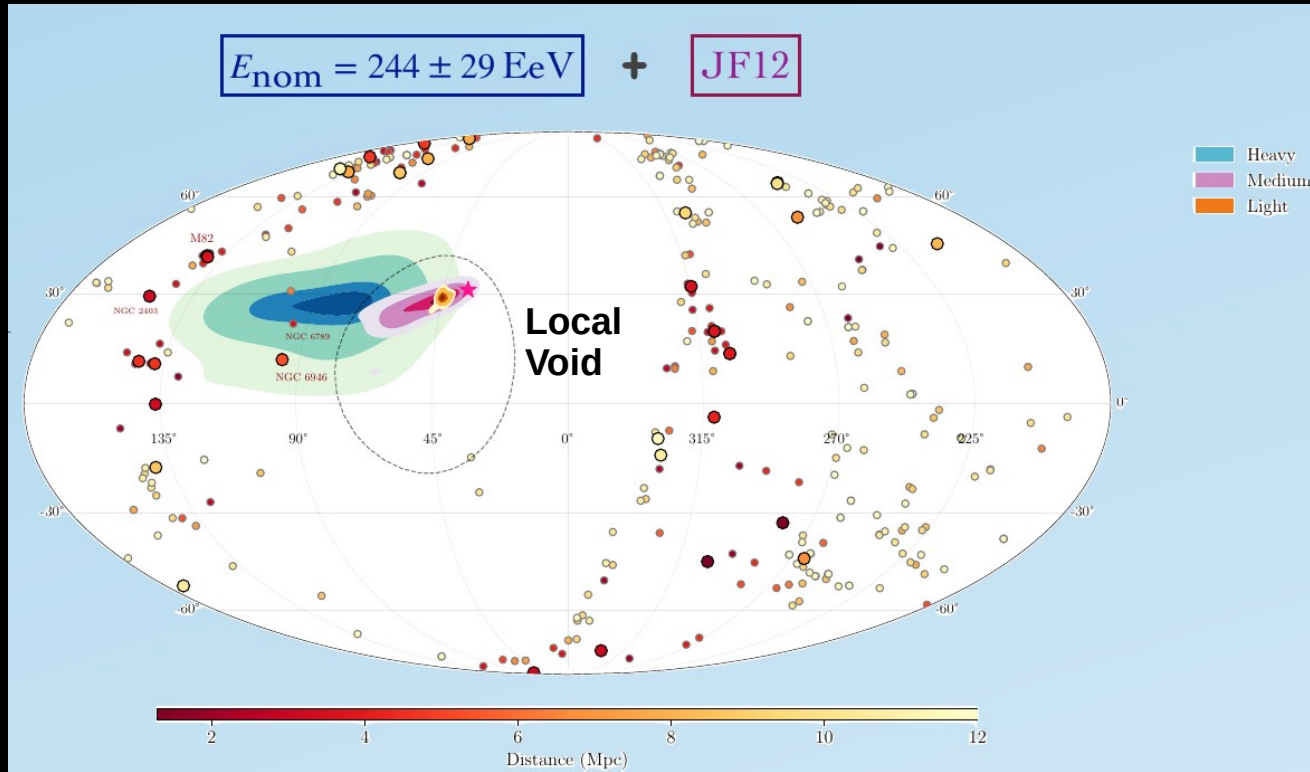 E_nom = 244 ± 29 EeV + JF12
Heavy
Medium
Light
60° 60°
M82
30° 30°
NGC 2403
Local
Void
NGC 6789
NGC 6946
0°
135° 90° 45° 0° 315° 270° 225°
-30° -30°
-60° -60°
2 4 6 8 10 12
Distance (Mpc)